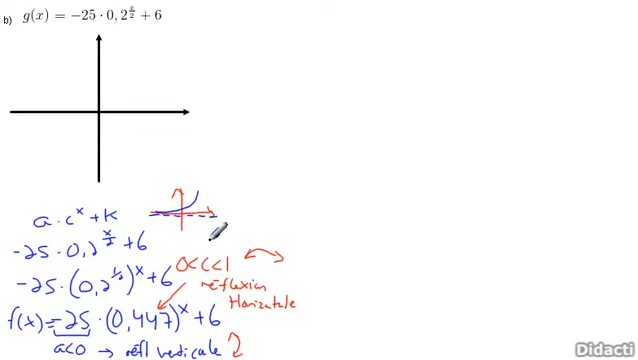 b) g(x) = −25 · 0, 2^{x/2} + 6
a · c^x + k
-25 · 0,2^{x/2} + 6
-25 · (0,2^{1/2})^x + 6
0<c<1
réflexion
Horizontale
f(x) = -25 · (0,447)^x + 6
a<0 → réfl verticale
Didacti